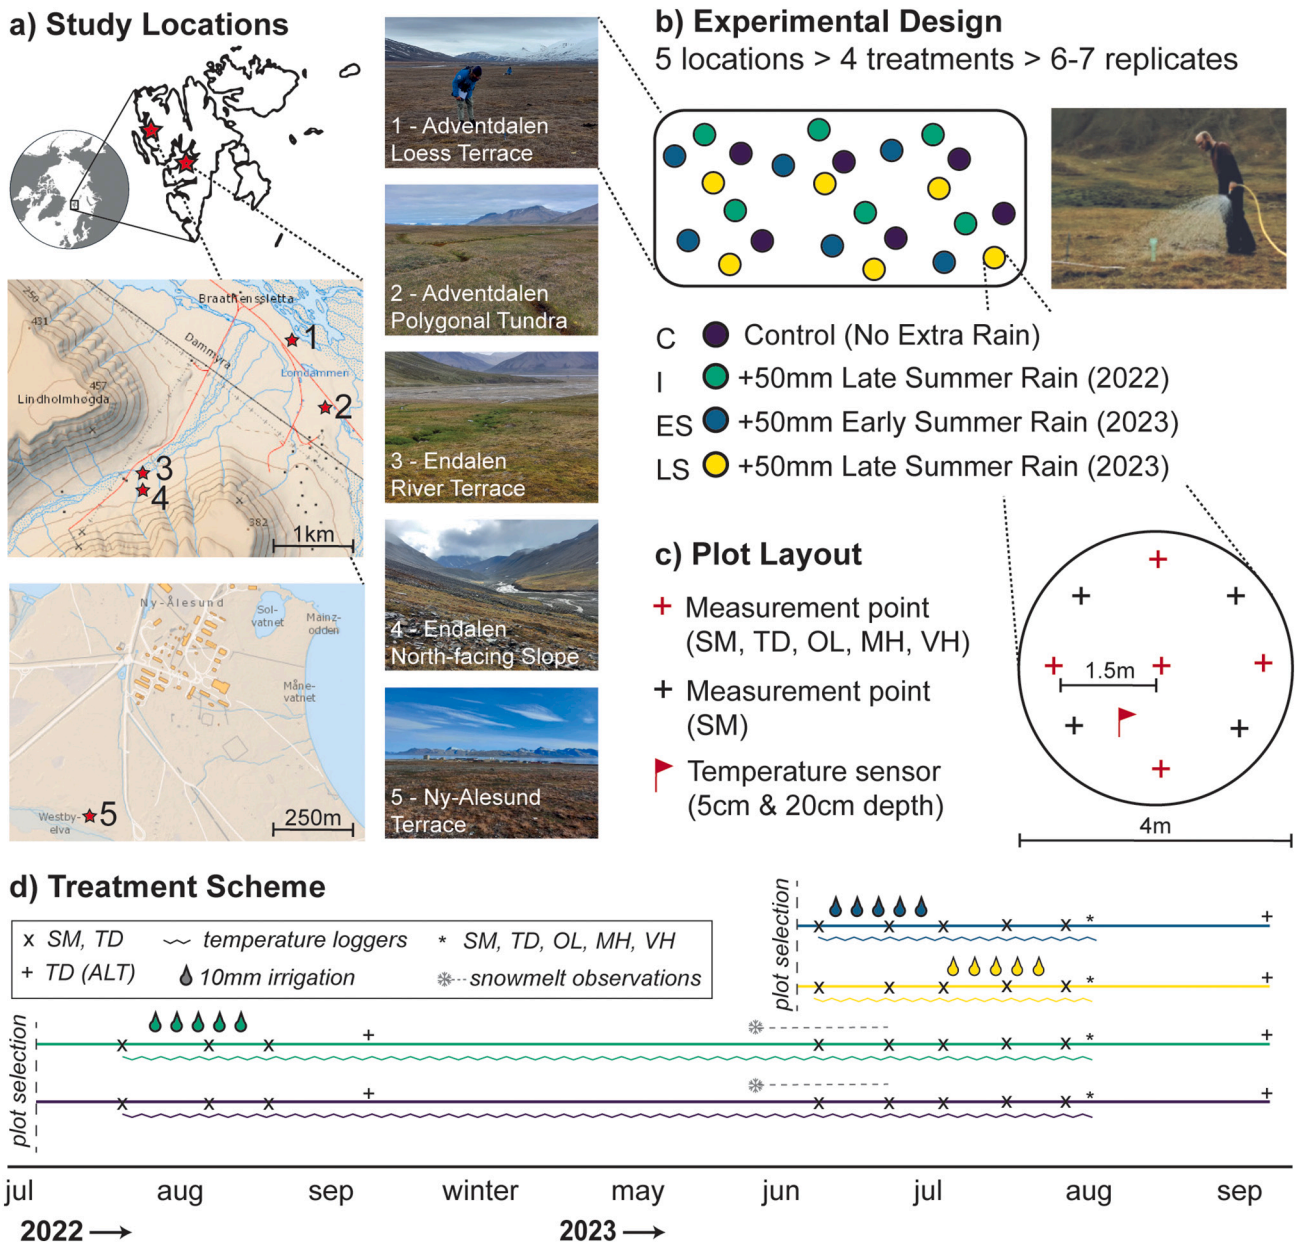 a) Study Locations
1 - Adventdalen
Loess Terrace
2 - Adventdalen
Polygonal Tundra
3 - Endalen
River Terrace
4 - Endalen
North-facing Slope
5 - Ny-Alesund
Terrace
Braathenssletta
250
431
Dammyra
1
Lomdammen
457
Lindholmhøgda
2
3
4
382
1km
Ny-Ålesund
Sol-
vatnet
Mainz-
odden
Måne-
vatnet
Westby-
elva
5
250m
b) Experimental Design
5 locations > 4 treatments > 6-7 replicates
C Control (No Extra Rain)
I +50mm Late Summer Rain (2022)
ES +50mm Early Summer Rain (2023)
LS +50mm Late Summer Rain (2023)
c) Plot Layout
+ Measurement point
(SM, TD, OL, MH, VH)
+ Measurement point
(SM)
Temperature sensor
(5cm & 20cm depth)
1.5m
4m
d) Treatment Scheme
x SM, TD
temperature loggers
* SM, TD, OL, MH, VH
+ TD (ALT)
10mm irrigation
snowmelt observations
plot selection
plot selection
jul aug sep winter may jun jul aug sep
2022 → 2023 →